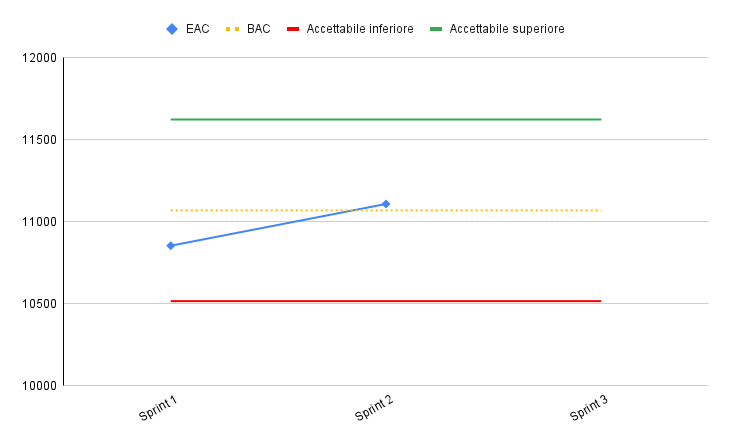 EAC BAC Accettabile inferiore Accettabile superiore
12000
11500
11000
10500
10000
Sprint 1 Sprint 2 Sprint 3